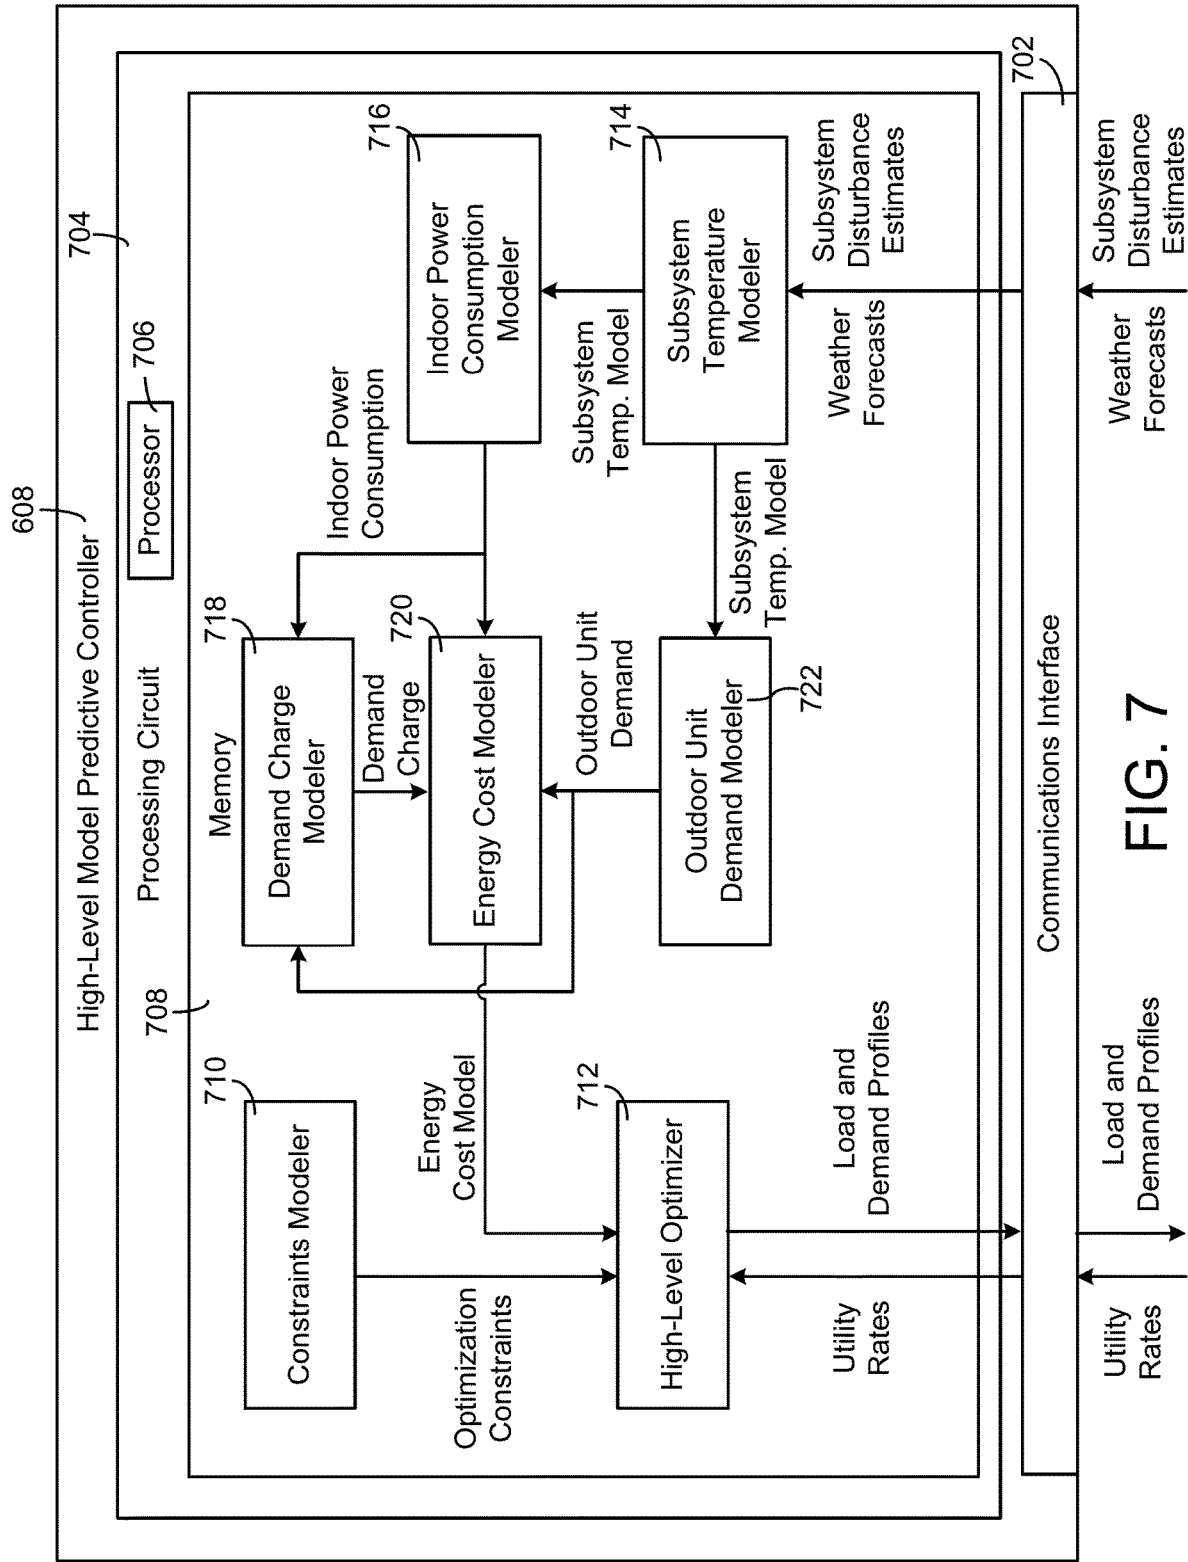 High-Level Model Predictive Controller
608
Processing Circuit
704
Processor
706
Memory
708
Constraints Modeler
710
Demand Charge
Modeler
718
Indoor Power
Consumption
Indoor Power
Consumption
Modeler
716
Demand
Charge
Energy
Cost Model
Energy Cost Modeler
720
Optimization
Constraints
Outdoor Unit
Demand
Subsystem
Temp. Model
High-Level Optimizer
712
Outdoor Unit
Demand Modeler
722
Subsystem
Temp. Model
Subsystem
Temperature
Modeler
714
Utility
Rates
Load and
Demand Profiles
Weather
Forecasts
Subsystem
Disturbance
Estimates
Communications Interface
702
Utility
Rates
Load and
Demand Profiles
Weather
Forecasts
Subsystem
Disturbance
Estimates
FIG. 7